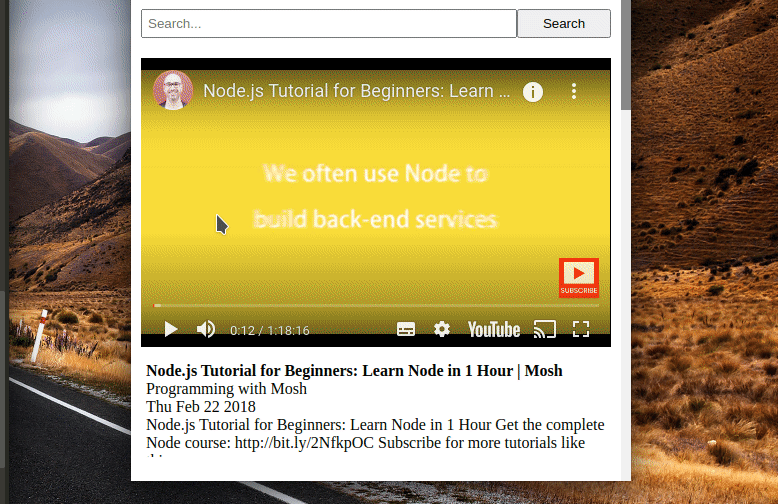 Search...
Search
Node.js Tutorial for Beginners: Learn ...
We often use Node to
build back-end services
SUBSCRIBE
0:12 / 1:18:16
YouTube
Node.js Tutorial for Beginners: Learn Node in 1 Hour | Mosh
Programming with Mosh
Thu Feb 22 2018
Node.js Tutorial for Beginners: Learn Node in 1 Hour Get the complete
Node course: http://bit.ly/2NfkpOC Subscribe for more tutorials like